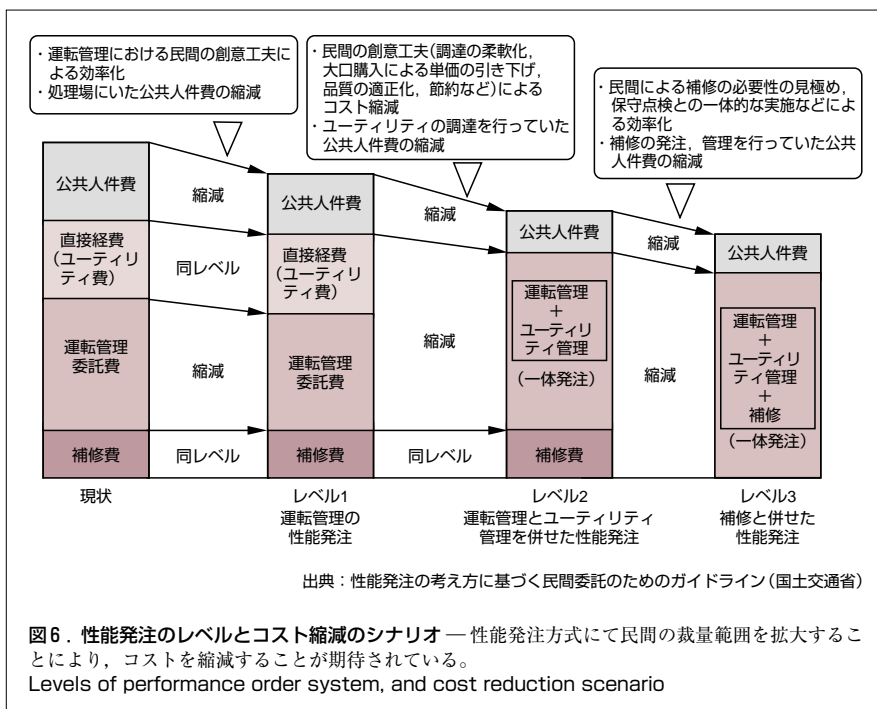 ・運転管理における民間の創意工夫に
よる効率化
・処理場にいた公共人件費の縮減
・民間の創意工夫（調達の柔軟化，
大口購入による単価の引き下げ，
品質の適正化，節約など）による
コスト縮減
・ユーティリティの調達を行っていた
公共人件費の縮減
・民間による補修の必要性の見極め，
保守点検との一体的な実施などによ
る効率化
・補修の発注，管理を行っていた公共
人件費の縮減
公共人件費
直接経費
（ユーティリ
ティ費）
運転管理
委託費
補修費
現状
縮減
同レベル
縮減
同レベル
公共人件費
直接経費
（ユーティリ
ティ費）
運転管理
委託費
補修費
レベル1
運転管理の
性能発注
縮減
縮減
同レベル
公共人件費
運転管理
＋
ユーティリ
ティ管理
（一体発注）
補修費
レベル2
運転管理とユーティリティ
管理を併せた性能発注
縮減
縮減
公共人件費
運転管理
＋
ユーティリ
ティ管理
＋
補修
（一体発注）
レベル3
補修と併せた
性能発注
出典：性能発注の考え方に基づく民間委託のためのガイドライン（国土交通省）
図6．性能発注のレベルとコスト縮減のシナリオ ― 性能発注方式にて民間の裁量範囲を拡大するこ
とにより，コストを縮減することが期待されている。
Levels of performance order system, and cost reduction scenario